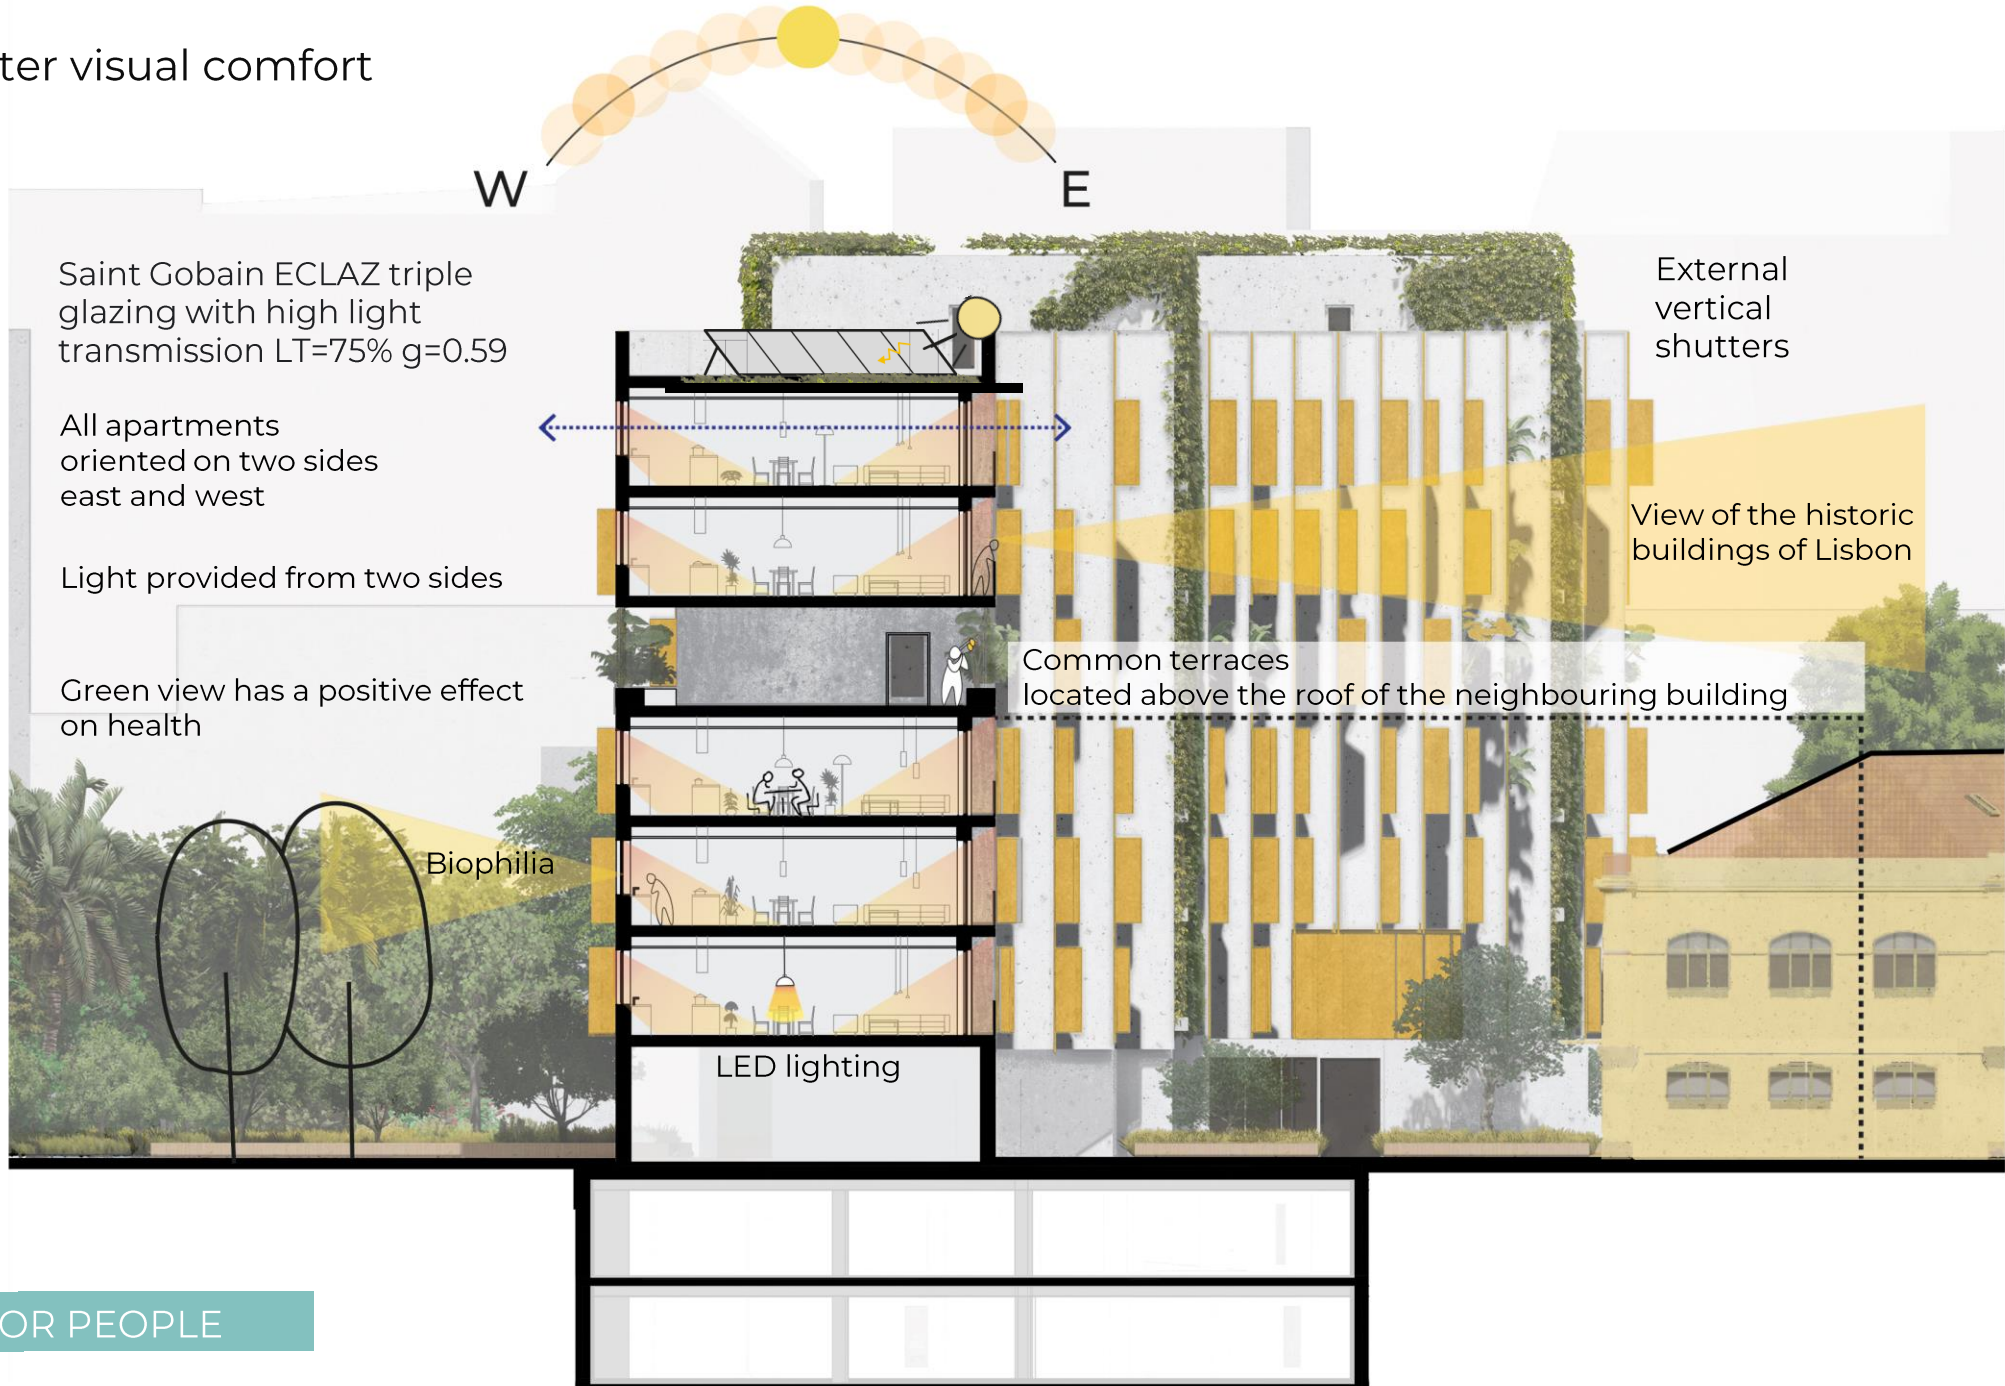 ter visual comfort
W
E
Saint Gobain ECLAZ triple
glazing with high light
transmission LT=75% g=0.59
All apartments
oriented on two sides
east and west
Light provided from two sides
Green view has a positive effect
on health
Biophilia
LED lighting
External
vertical
shutters
View of the historic
buildings of Lisbon
Common terraces
located above the roof of the neighbouring building
OR PEOPLE